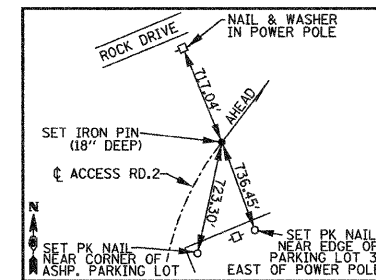 NAIL & WASHER
IN POWER POLE
ROCK DRIVE
717.04'
AHEAD
SET IRON PIN
(18" DEEP)
℄ ACCESS RD.2
723.30'
736.45'
N
SET PK NAIL
NEAR CORNER OF
ASHP. PARKING LOT
SET PK NAIL
NEAR EDGE OF
PARKING LOT 3'
EAST OF POWER POLE